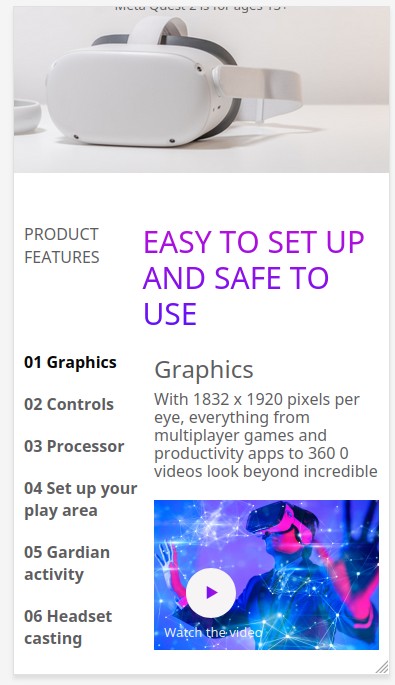 Meta Quest 2 is for ages 13+
PRODUCT
FEATURES
EASY TO SET UP
AND SAFE TO
USE
01 Graphics
02 Controls
03 Processor
04 Set up your
play area
05 Gardian
activity
06 Headset
casting
Graphics
With 1832 x 1920 pixels per
eye, everything from
multiplayer games and
productivity apps to 360 0
videos look beyond incredible
Watch the video